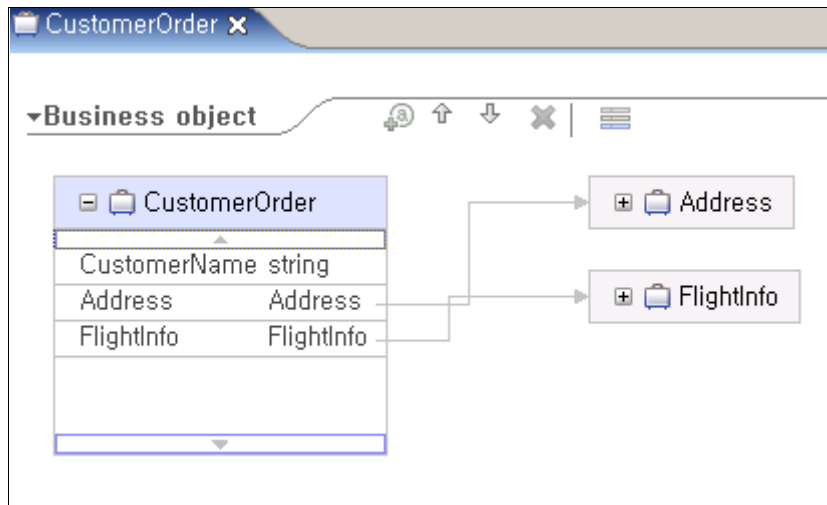 CustomerOrder
Business object
CustomerOrder
CustomerName string
Address Address
FlightInfo FlightInfo
Address
FlightInfo